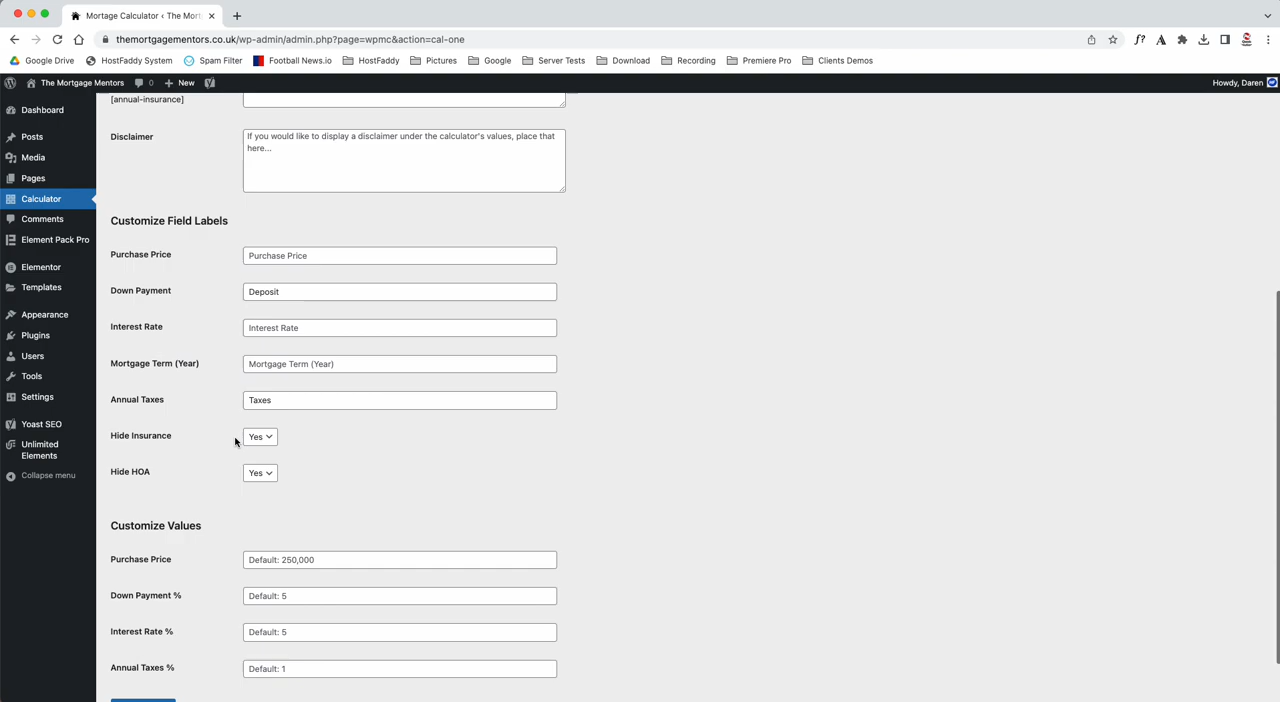 Mortage Calculator ‹ The Mort
themortgagementors.co.uk/wp-admin/admin.php?page=wpmc&action=cal-one
Google Drive HostFaddy System Spam Filter Football News.io HostFaddy Pictures Google Server Tests Download Recording Premiere Pro Clients Demos
The Mortgage Mentors 0 New Howdy, Daren
Dashboard
Posts
Media
Pages
Calculator
Comments
Element Pack Pro
Elementor
Templates
Appearance
Plugins
Users
Tools
Settings
Yoast SEO
Unlimited
Elements
Collapse menu
[annual-insurance]
Disclaimer
If you would like to display a disclaimer under the calculator's values, place that
here...
Customize Field Labels
Purchase Price Purchase Price
Down Payment Deposit
Interest Rate Interest Rate
Mortgage Term (Year) Mortgage Term (Year)
Annual Taxes Taxes
Hide Insurance Yes
Hide HOA Yes
Customize Values
Purchase Price Default: 250,000
Down Payment % Default: 5
Interest Rate % Default: 5
Annual Taxes % Default: 1